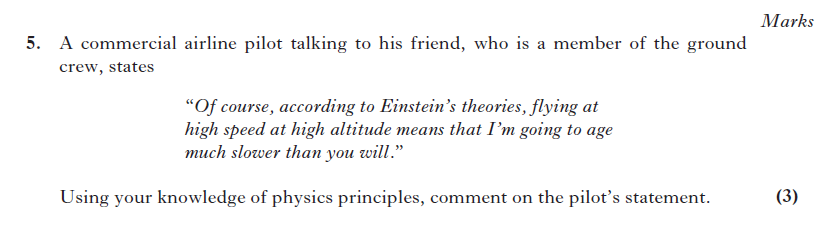 Marks
5. A commercial airline pilot talking to his friend, who is a member of the ground
crew, states
“Of course, according to Einstein’s theories, flying at
high speed at high altitude means that I’m going to age
much slower than you will.”
Using your knowledge of physics principles, comment on the pilot’s statement. (3)